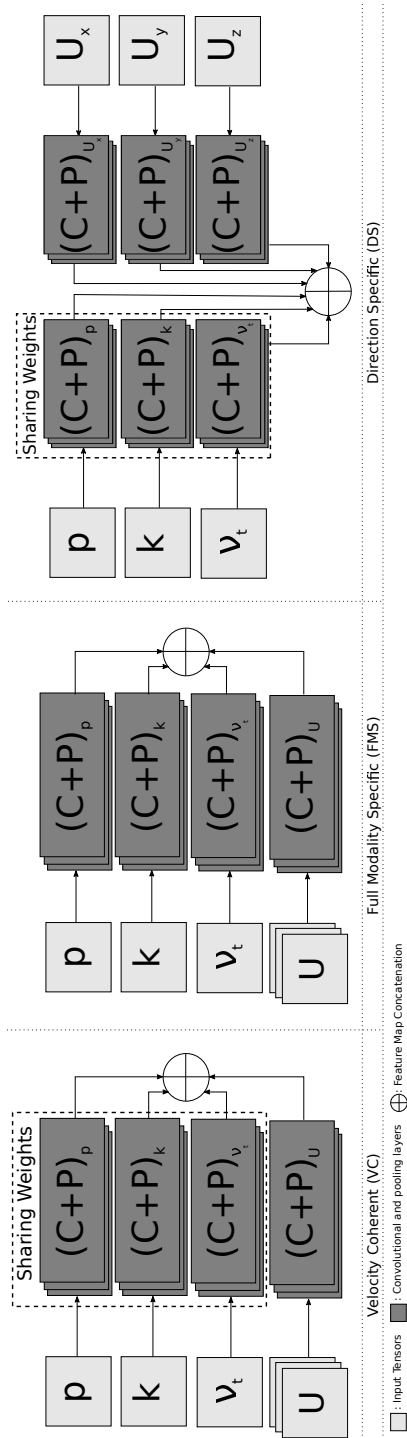 Sharing Weights
p
(C+P)p
k
(C+P)k
νt
(C+P)νt
U
(C+P)U
Velocity Coherent (VC)
p
(C+P)p
k
(C+P)k
νt
(C+P)νt
U
(C+P)U
Full Modality Specific (FMS)
Sharing Weights
p
(C+P)p
(C+P)Ux
Ux
k
(C+P)k
(C+P)Uy
Uy
νt
(C+P)νt
(C+P)Uz
Uz
Direction Specific (DS)
: Input Tensors : Convolutional and pooling layers : Feature Map Concatenation